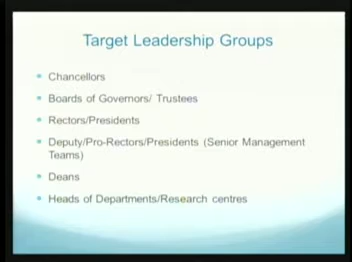 Target Leadership Groups
Chancellors
Boards of Governors/ Trustees
Rectors/Presidents
Deputy/Pro-Rectors/Presidents (Senior Management
Teams)
Deans
Heads of Departments/Research centres